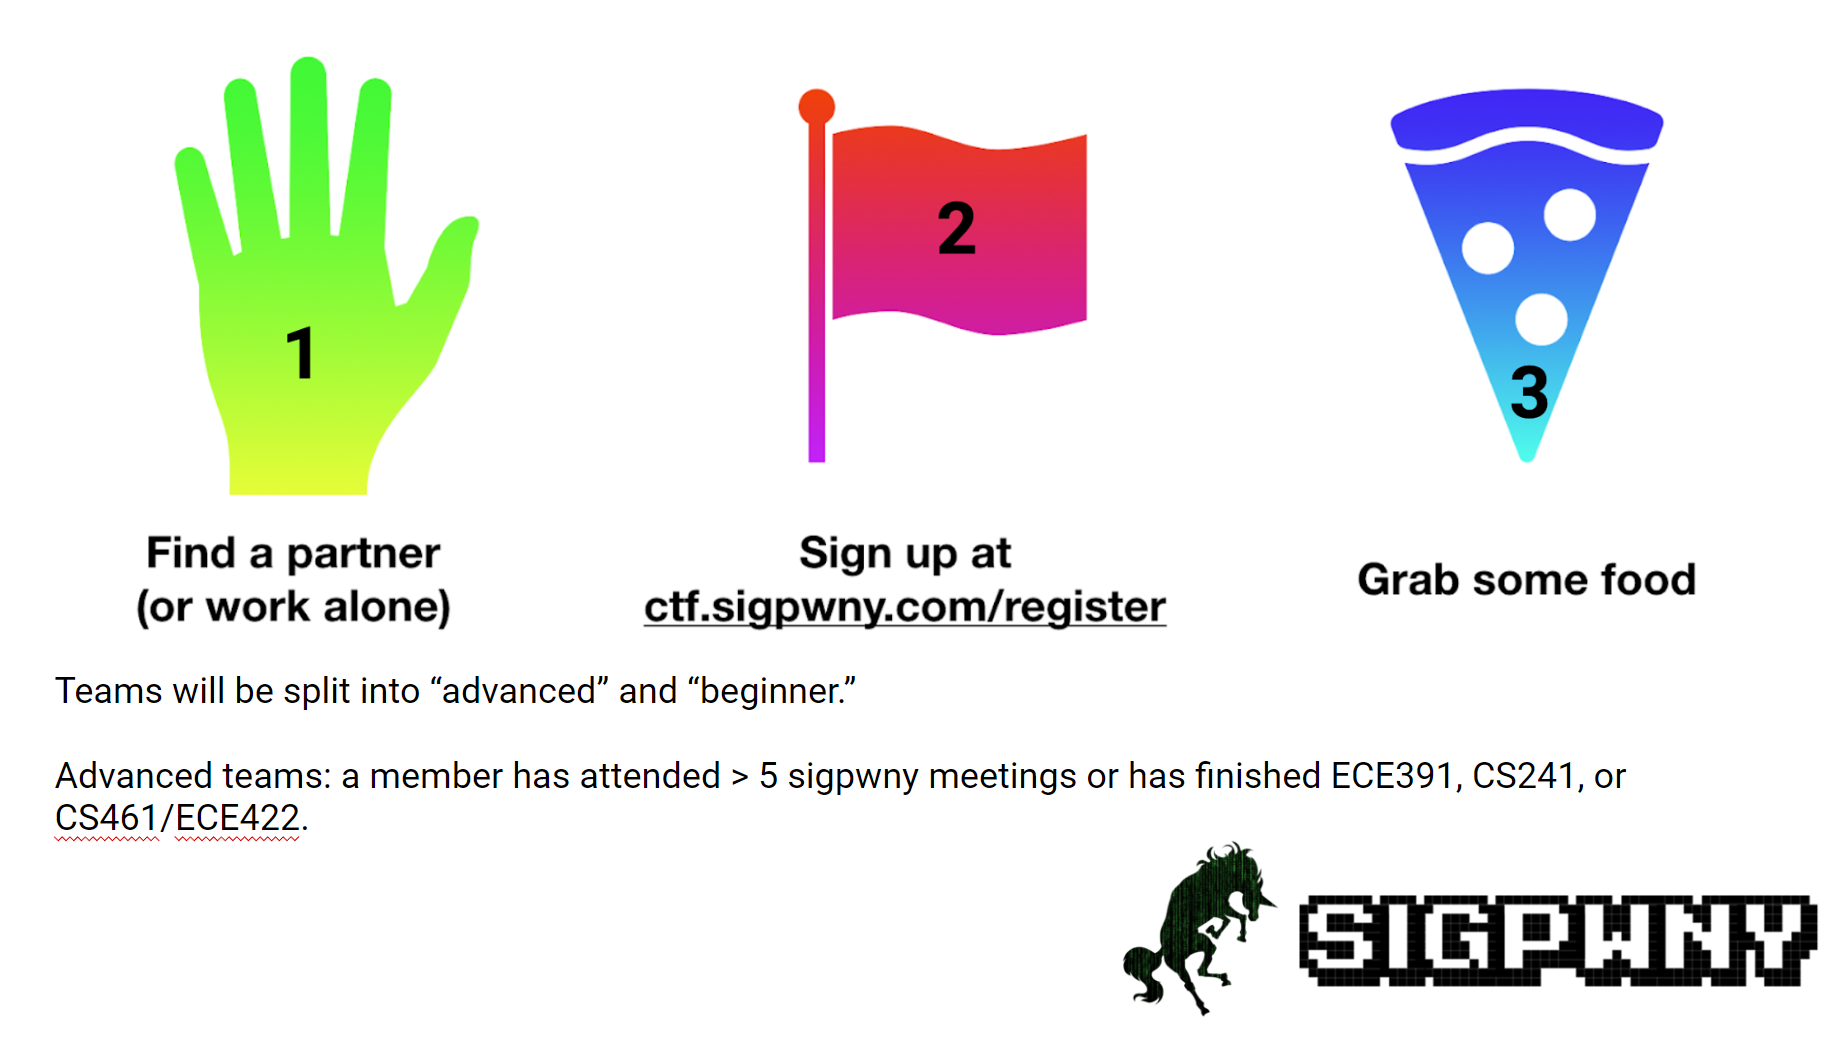 1
2
3
Find a partner
(or work alone)
Sign up at
ctf.sigpwny.com/register
Grab some food
Teams will be split into “advanced” and “beginner.”
Advanced teams: a member has attended > 5 sigpwny meetings or has finished ECE391, CS241, or
CS461/ECE422.
SIGPWNY